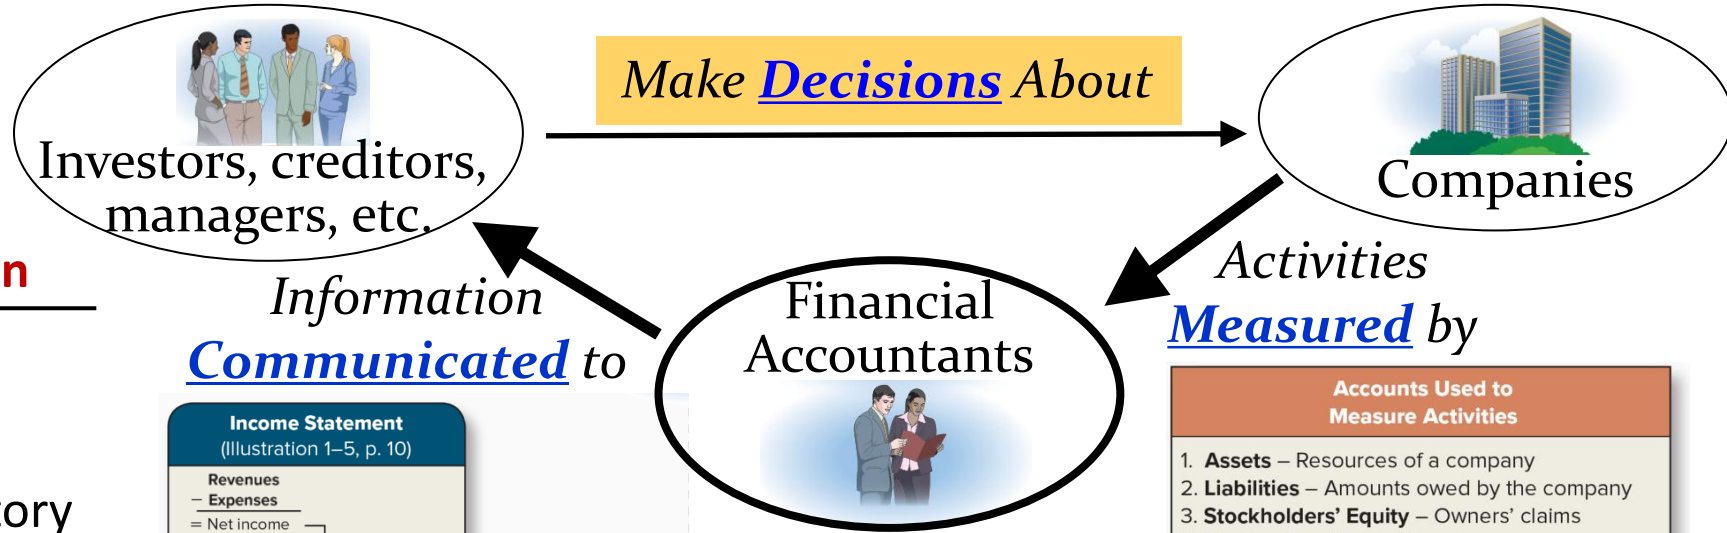 Make Decisions About
Investors, creditors,
managers, etc.
Companies
n
Information
Communicated to
Financial
Accountants
Activities
Measured by
Income Statement
(Illustration 1–5, p. 10)
Revenues
– Expenses
= Net income
tory
Accounts Used to
Measure Activities
1. Assets – Resources of a company
2. Liabilities – Amounts owed by the company
3. Stockholders’ Equity – Owners’ claims